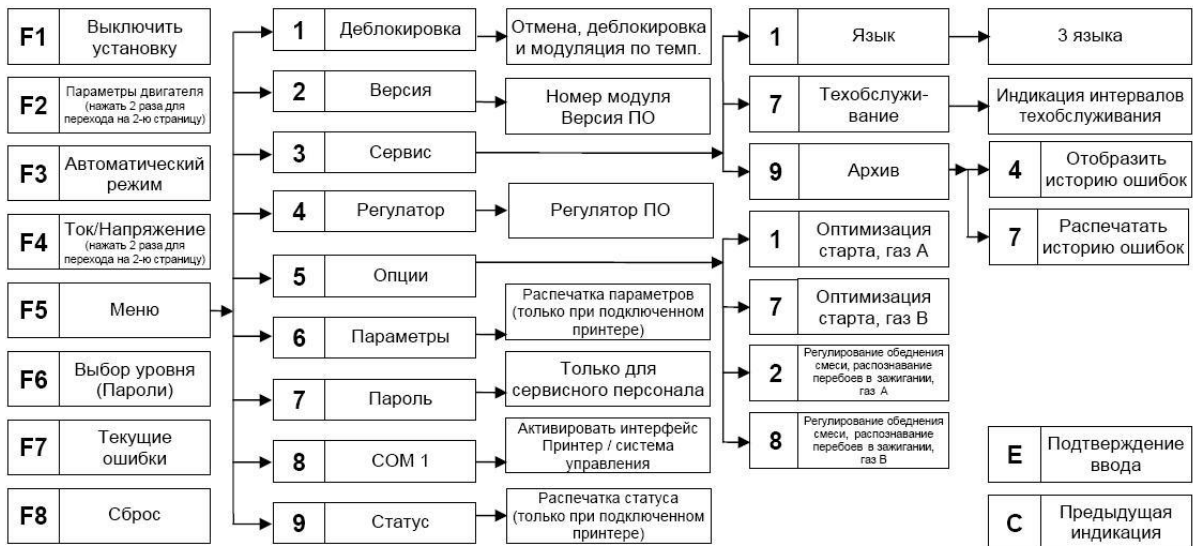 F1
Выключить
установку
F2
Параметры двигателя
(нажать 2 раза для
перехода на 2-ю страницу)
F3
Автоматический
режим
F4
Ток/Напряжение
(нажать 2 раза для
перехода на 2-ю страницу)
F5
Меню
F6
Выбор уровня
(Пароли)
F7
Текущие
ошибки
F8
Сброс
1
Деблокировка
Отмена, деблокировка
и модуляция по темп.
2
Версия
Номер модуля
Версия ПО
3
Сервис
4
Регулатор
Регулятор ПО
5
Опции
6
Параметры
Распечатка параметров
(только при подключенном
принтере)
7
Пароль
Только для
сервисного персонала
8
COM 1
Активировать интерфейс
Принтер / система
управления
9
Статус
Распечатка статуса
(только при подключенном
принтере)
1
Язык
3 языка
7
Техобслужи-
вание
Индикация интервалов
техобслуживания
9
Архив
4
Отобразить
историю ошибок
7
Распечатать
историю ошибок
1
Оптимизация
старта, газ А
7
Оптимизация
старта, газ В
2
Регулирование обеднения
смеси, распознавание
перебоев в зажигании,
газ А
8
Регулирование обеднения
смеси, распознавание
перебоев в зажигании,
газ В
E
Подтверждение
ввода
C
Предыдущая
индикация